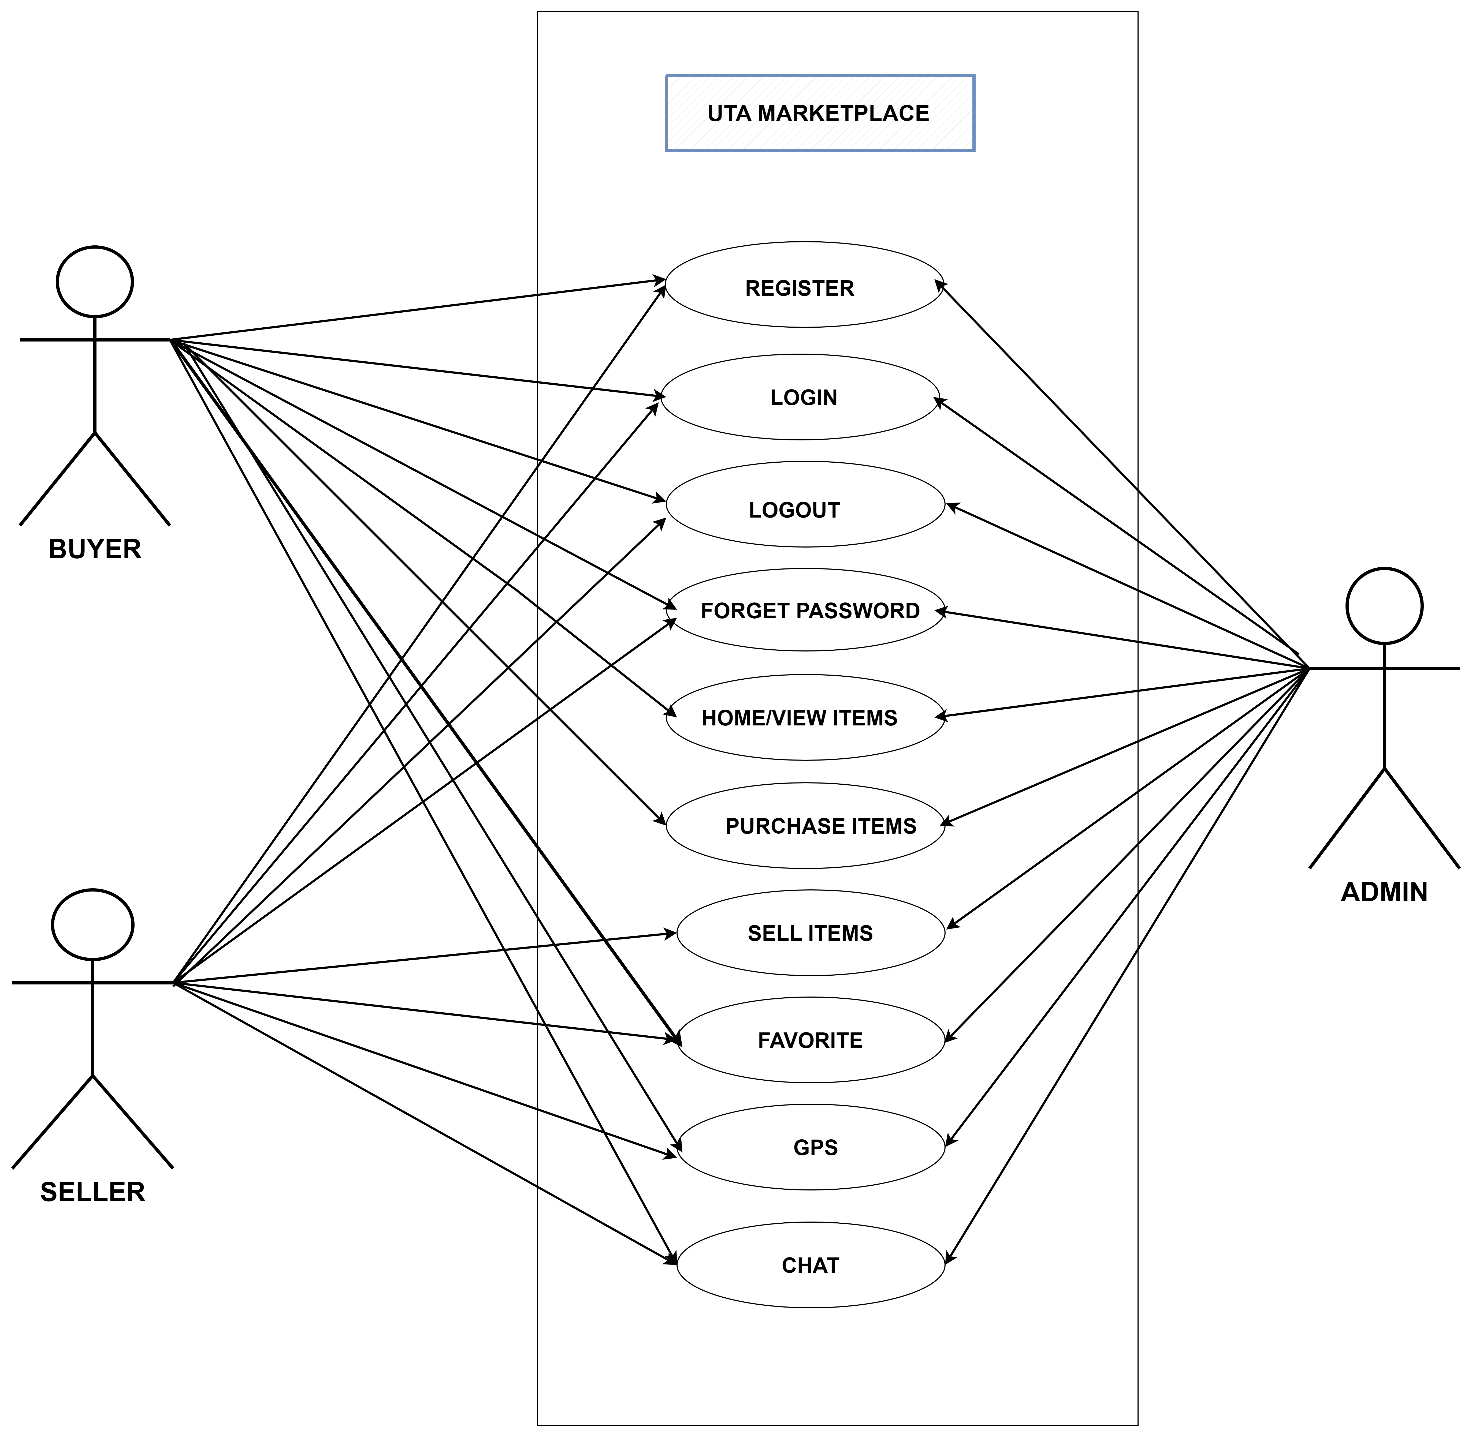 UTA MARKETPLACE
REGISTER
LOGIN
LOGOUT
BUYER
FORGET PASSWORD
HOME/VIEW ITEMS
PURCHASE ITEMS
ADMIN
SELL ITEMS
FAVORITE
GPS
SELLER
CHAT